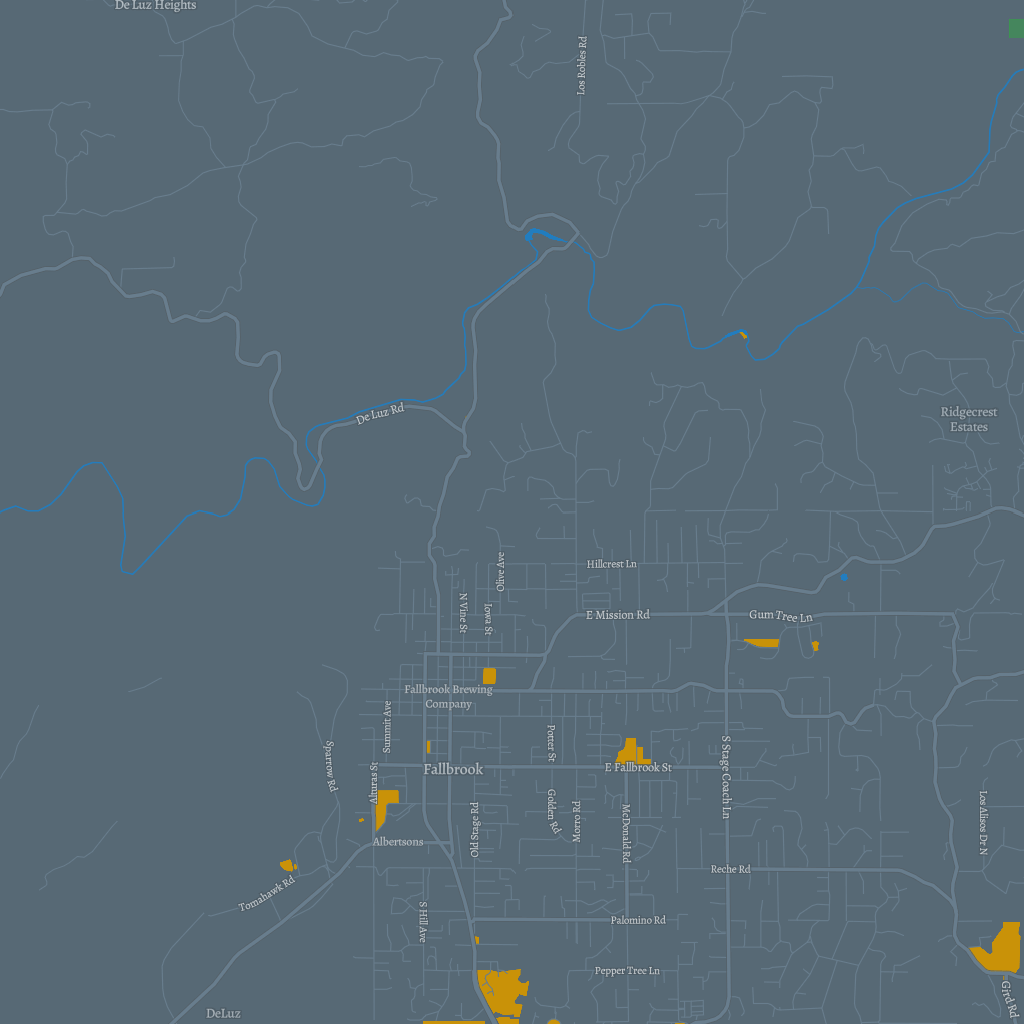 De Luz Heights
Los Robles Rd
De Luz Rd
Ridgecrest
Estates
Olive Ave
Hillcrest Ln
N Vine St
Iowa St
E Mission Rd
Gum Tree Ln
Fallbrook Brewing
Company
Summit Ave
Sparrow Rd
Potter St
S Stage Coach Ln
Alturas St
Fallbrook
E Fallbrook St
Golden Rd
Morro Rd
McDonald Rd
Old Stage Rd
Los Alisos Dr N
Albertsons
Reche Rd
Tomahawk Rd
S Hill Ave
Palomino Rd
Pepper Tree Ln
Gird Rd
DeLuz